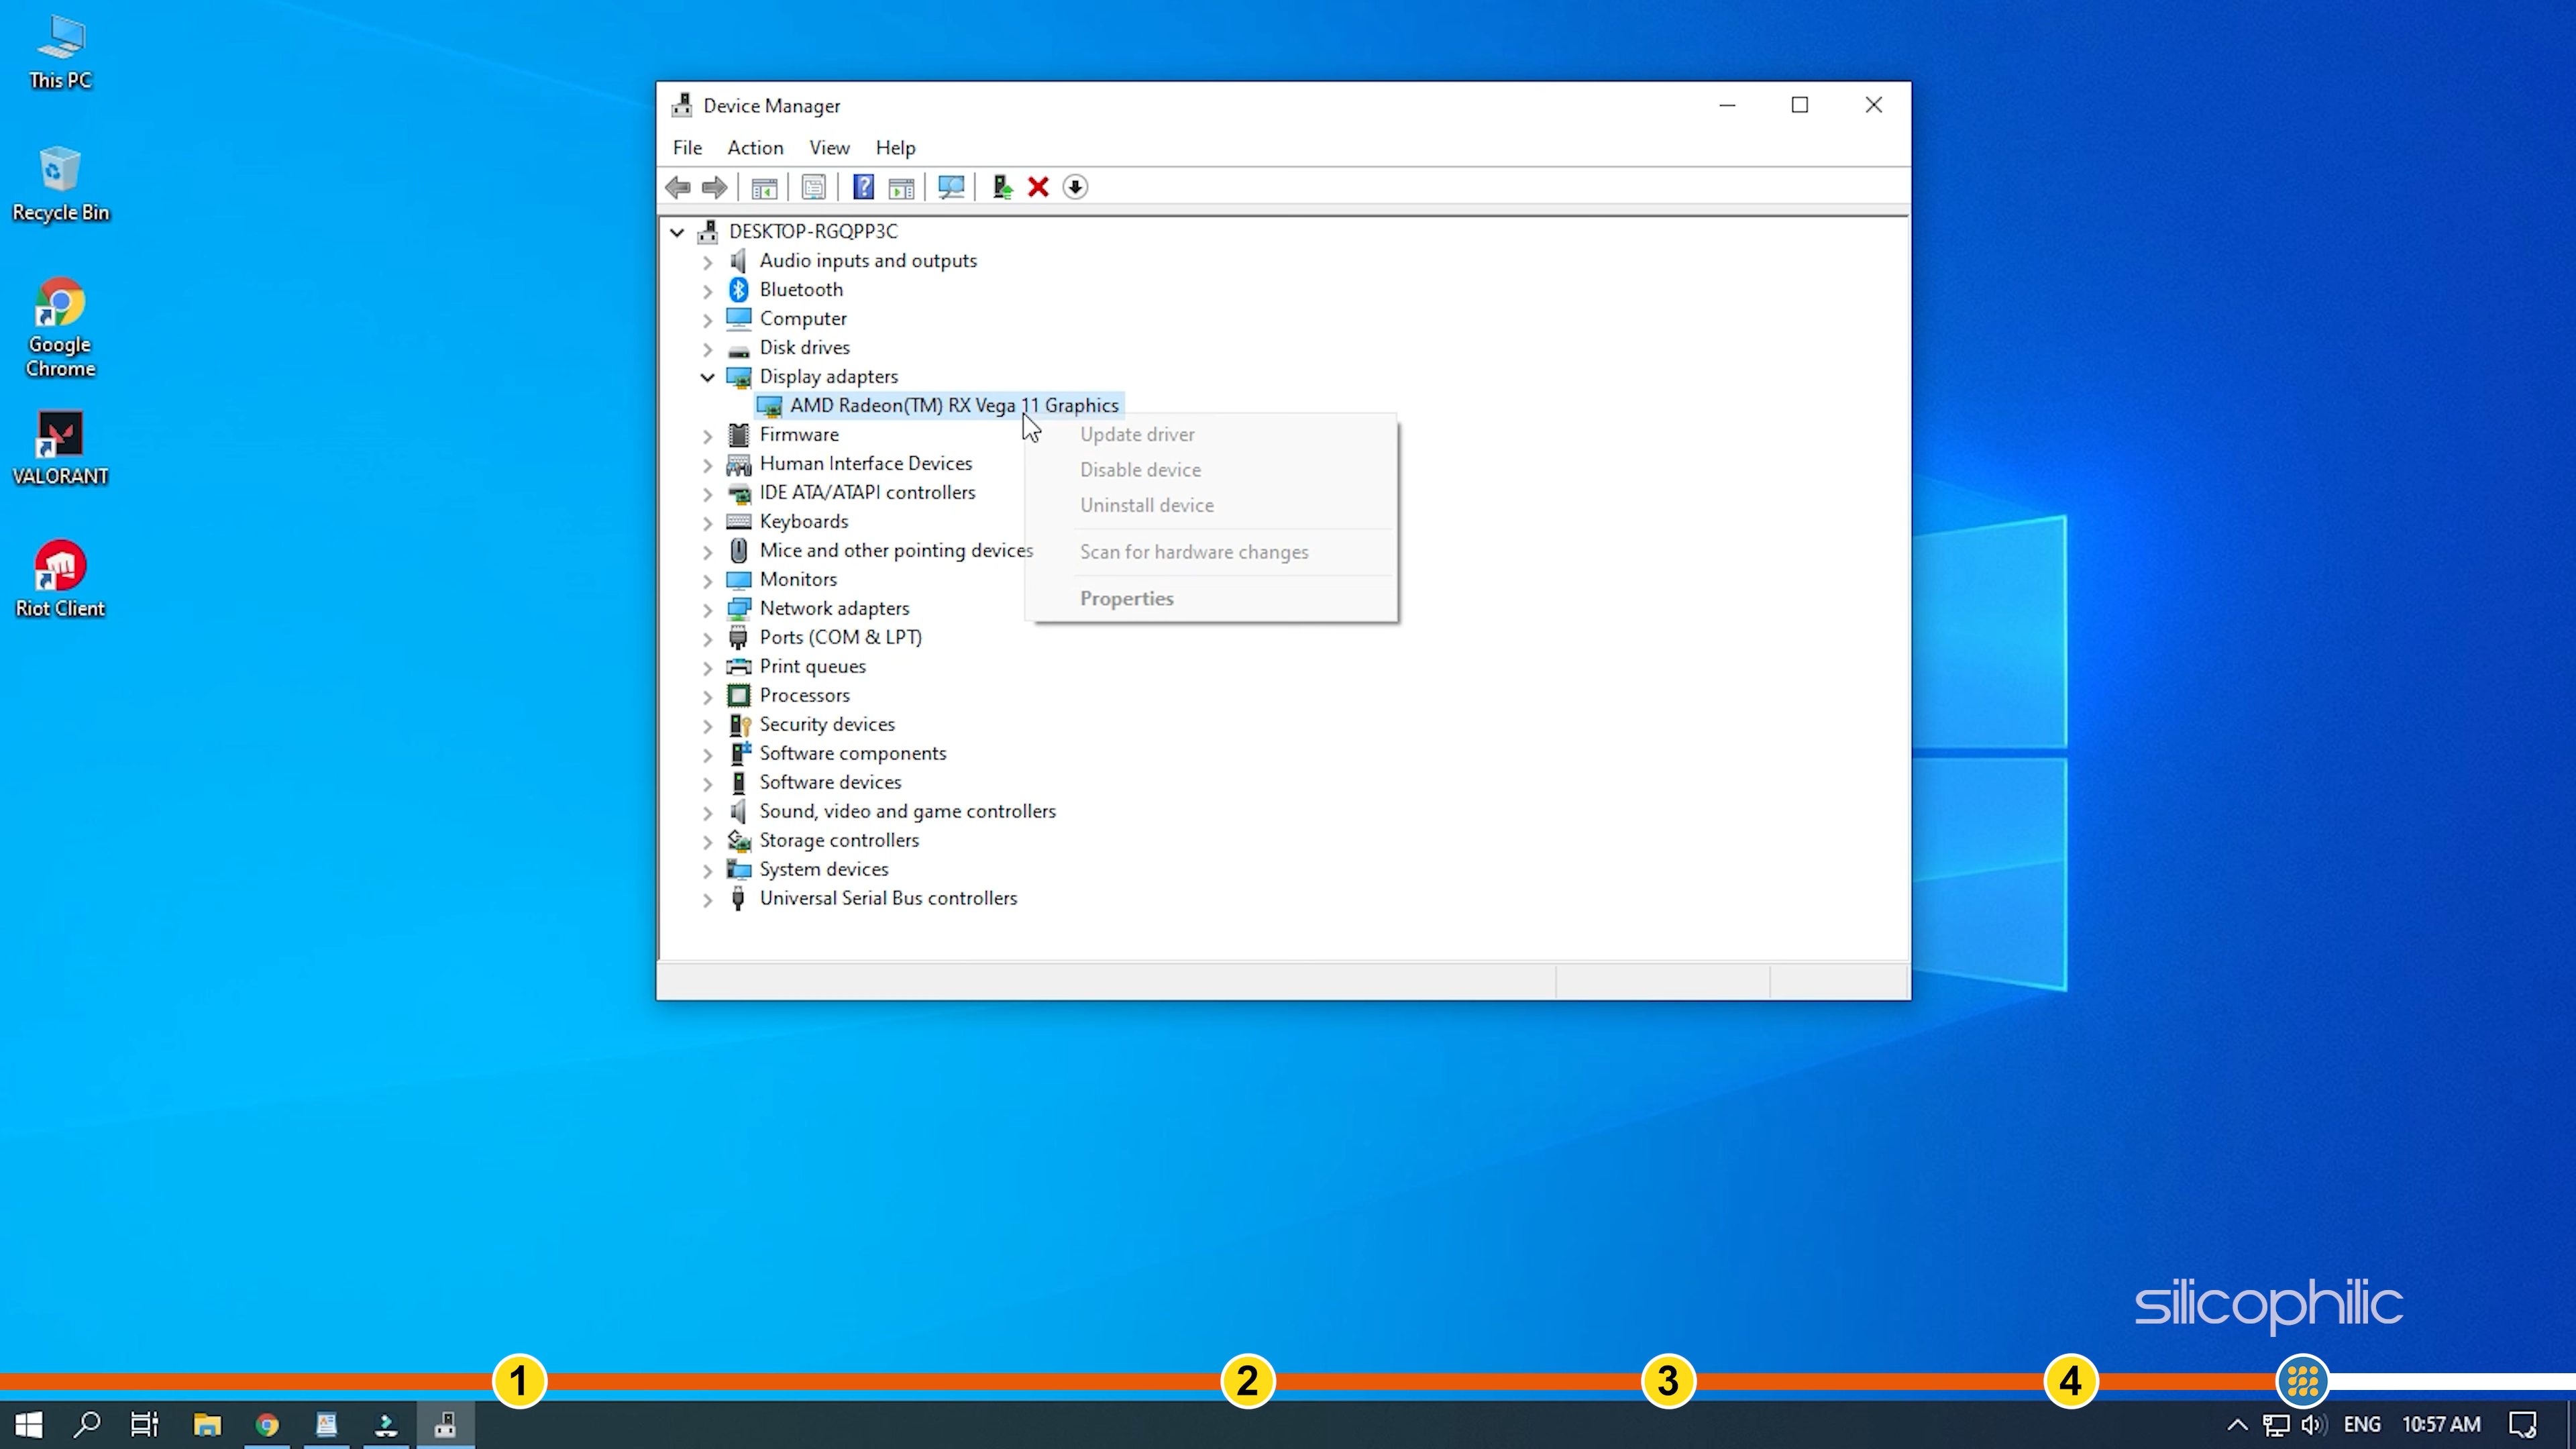 This PC
Recycle Bin
Google
Chrome
VALORANT
Riot Client
Device Manager
File Action View Help
DESKTOP-RGQPP3C
Audio inputs and outputs
Bluetooth
Computer
Disk drives
Display adapters
AMD Radeon(TM) RX Vega 11 Graphics
Firmware
Human Interface Devices
IDE ATA/ATAPI controllers
Keyboards
Mice and other pointing devices
Monitors
Network adapters
Ports (COM & LPT)
Print queues
Processors
Security devices
Software components
Software devices
Sound, video and game controllers
Storage controllers
System devices
Universal Serial Bus controllers
Update driver
Disable device
Uninstall device
Scan for hardware changes
Properties
silicophilic
1 2 3 4
ENG 10:57 AM